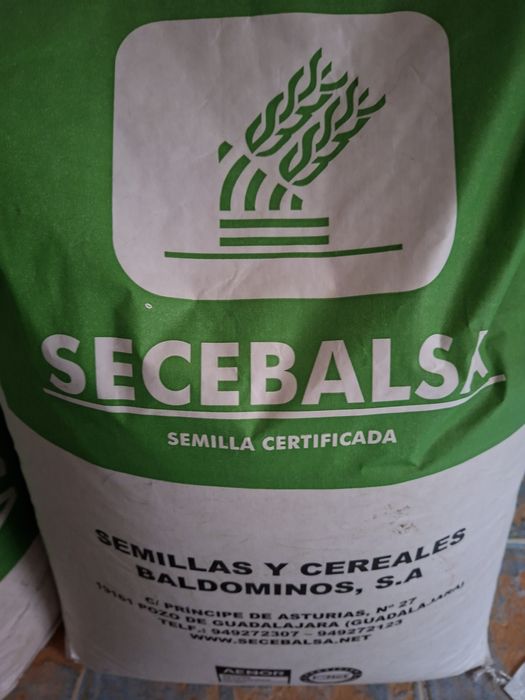 SECEBALSA
SEMILLA CERTIFICADA
SEMILLAS Y CEREALES
BALDOMINOS, S.A
C/ PRÍNCIPE DE ASTURIAS, Nº 27
19161 POZO DE GUADALAJARA (GUADALAJARA)
TELF.: 949272307 - 949272123
WWW.SECEBALSA.NET
AENOR